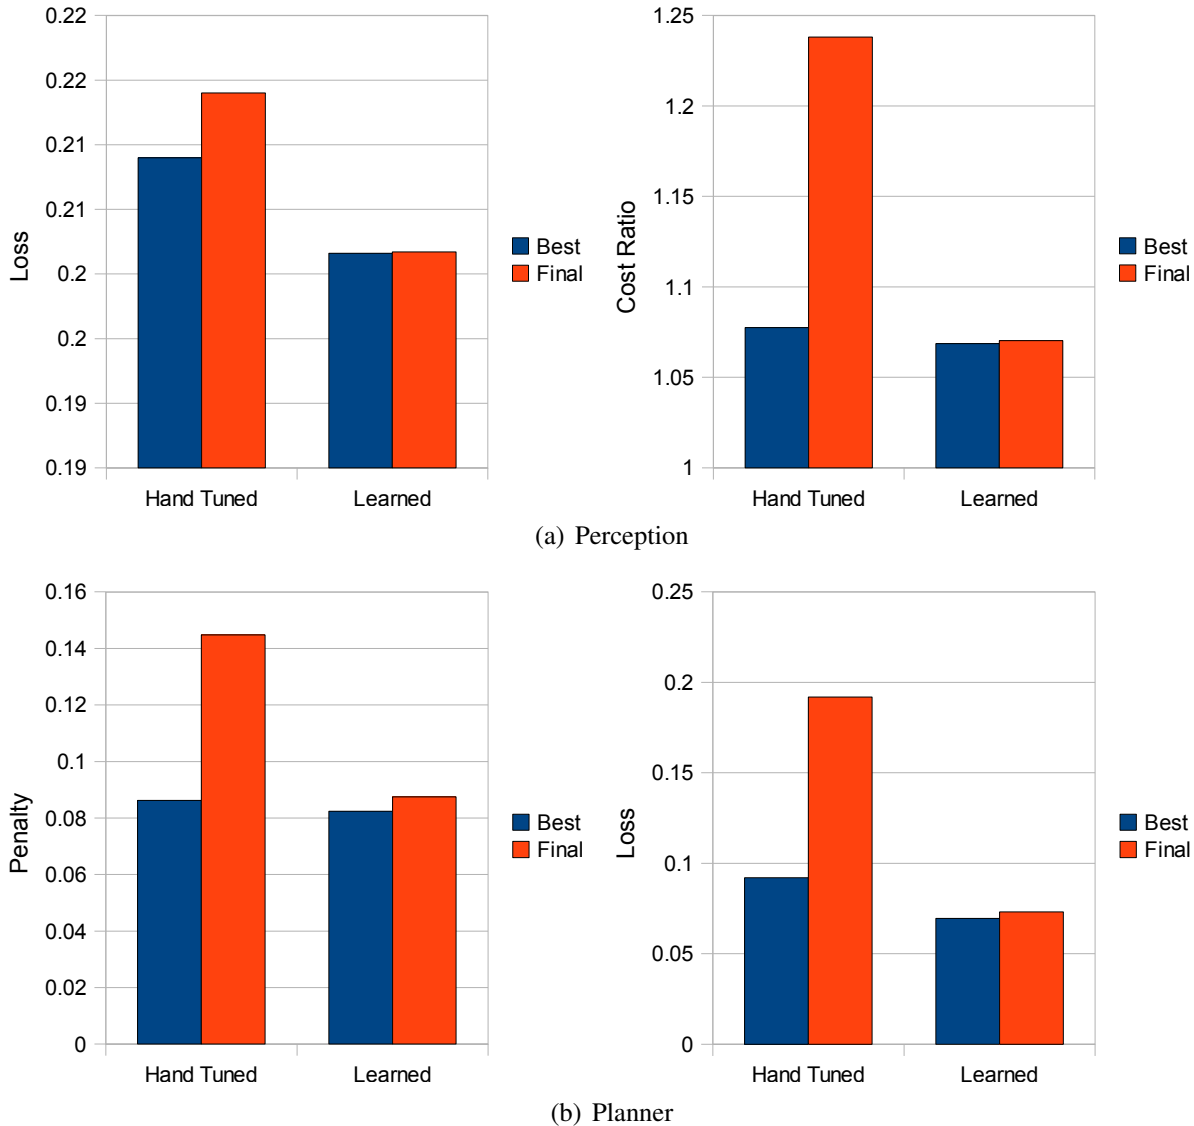 0.22
0.22
0.21
0.21
0.2
0.2
0.19
0.19
Loss
Hand Tuned
Learned
Best
Final
1.25
1.2
1.15
1.1
1.05
1
Cost Ratio
Hand Tuned
Learned
Best
Final
(a) Perception
0.16
0.14
0.12
0.1
0.08
0.06
0.04
0.02
0
Penalty
Hand Tuned
Learned
Best
Final
0.25
0.2
0.15
0.1
0.05
0
Loss
Hand Tuned
Learned
Best
Final
(b) Planner